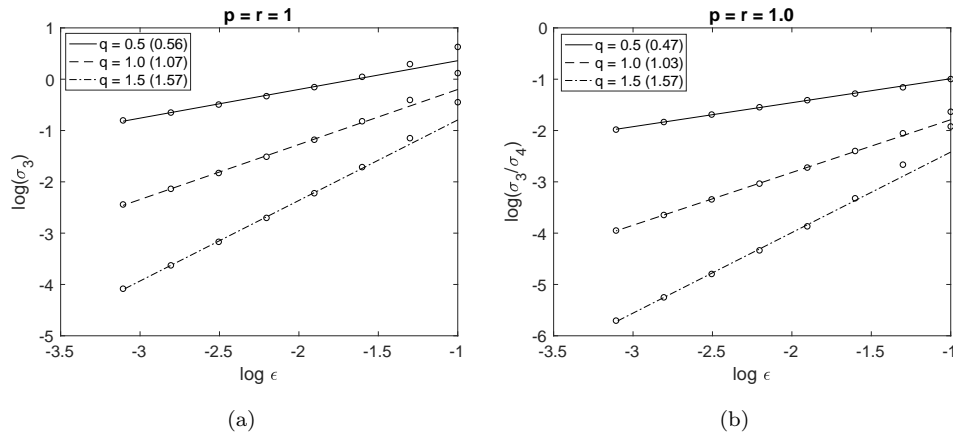 p = r = 1
q = 0.5 (0.56)
q = 1.0 (1.07)
q = 1.5 (1.57)
1
0
-1
-2
-3
-4
-5
log(σ₃)
-3.5 -3 -2.5 -2 -1.5 -1
log ϵ
(a)
p = r = 1.0
q = 0.5 (0.47)
q = 1.0 (1.03)
q = 1.5 (1.57)
0
-1
-2
-3
-4
-5
-6
log(σ₃/σ₄)
-3.5 -3 -2.5 -2 -1.5 -1
log ϵ
(b)